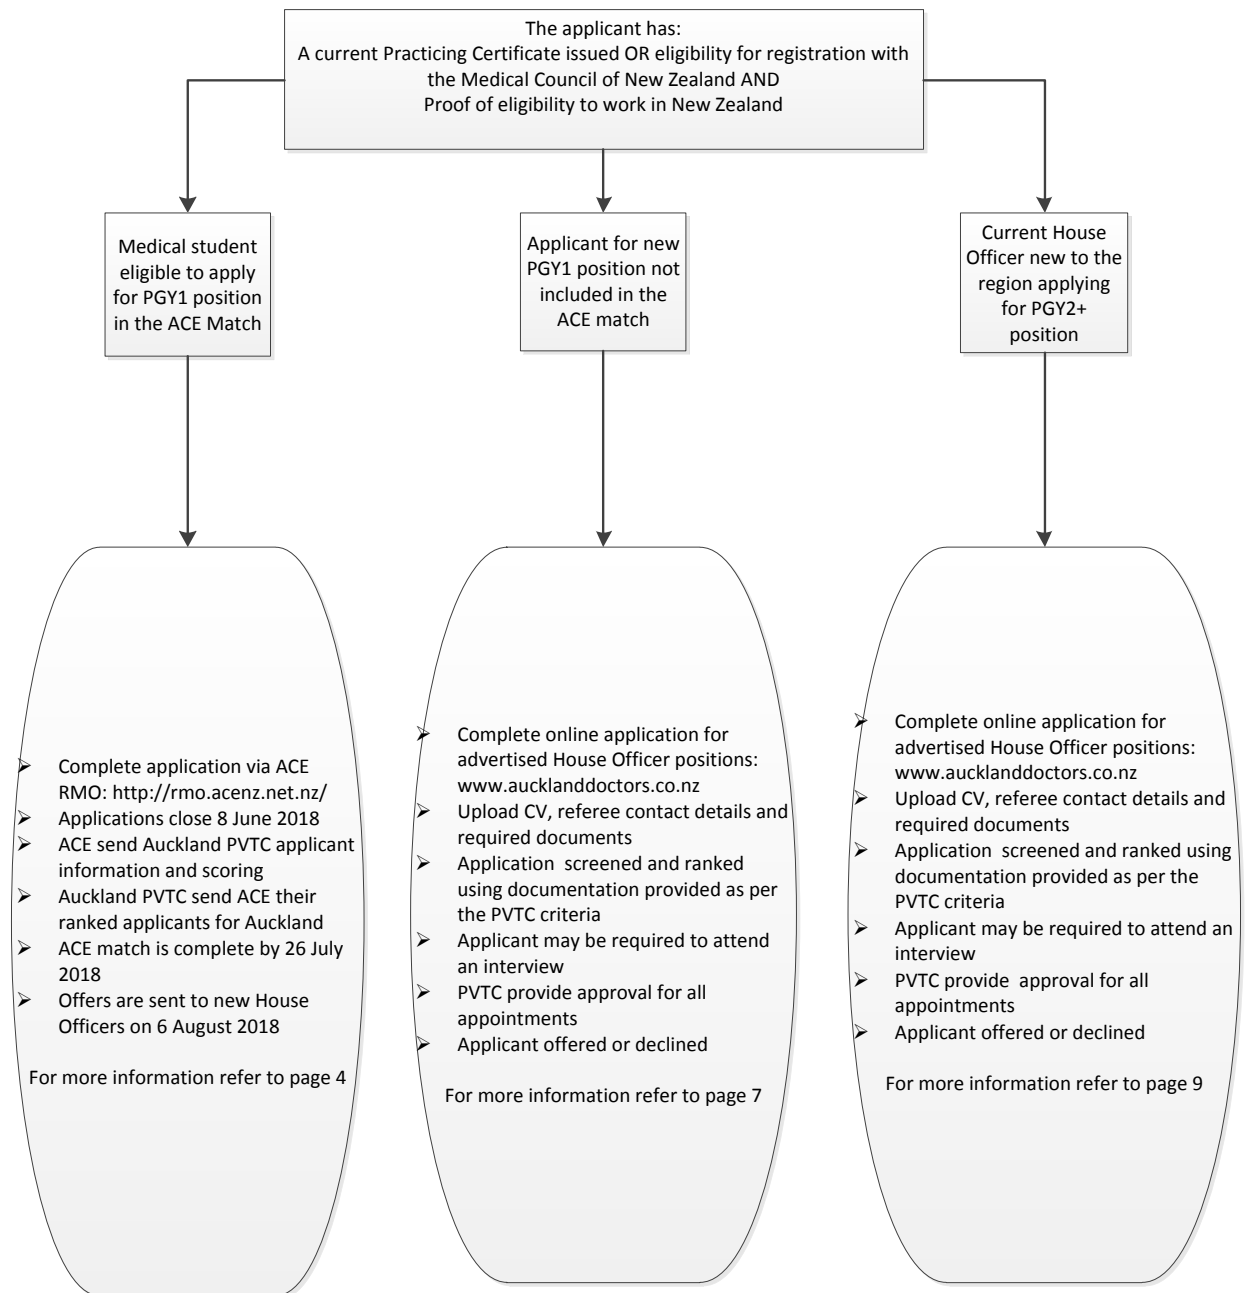 The applicant has:
A current Practicing Certificate issued OR eligibility for registration with
the Medical Council of New Zealand AND
Proof of eligibility to work in New Zealand
Medical student
eligible to apply
for PGY1 position
in the ACE Match
Applicant for new
PGY1 position not
included in the
ACE match
Current House
Officer new to the
region applying
for PGY2+
position
➢ Complete application via ACE
RMO: http://rmo.acenz.net.nz/
➢ Applications close 8 June 2018
➢ ACE send Auckland PVTC applicant
information and scoring
➢ Auckland PVTC send ACE their
ranked applicants for Auckland
➢ ACE match is complete by 26 July
2018
➢ Offers are sent to new House
Officers on 6 August 2018
For more information refer to page 4
➢ Complete online application for
advertised House Officer positions:
www.aucklanddoctors.co.nz
➢ Upload CV, referee contact details and
required documents
➢ Application screened and ranked
using documentation provided as per
the PVTC criteria
➢ Applicant may be required to attend
an interview
➢ PVTC provide approval for all
appointments
➢ Applicant offered or declined
For more information refer to page 7
➢ Complete online application for
advertised House Officer positions:
www.aucklanddoctors.co.nz
➢ Upload CV, referee contact details and
required documents
➢ Application screened and ranked using
documentation provided as per the
PVTC criteria
➢ Applicant may be required to attend an
interview
➢ PVTC provide approval for all
appointments
➢ Applicant offered or declined
For more information refer to page 9